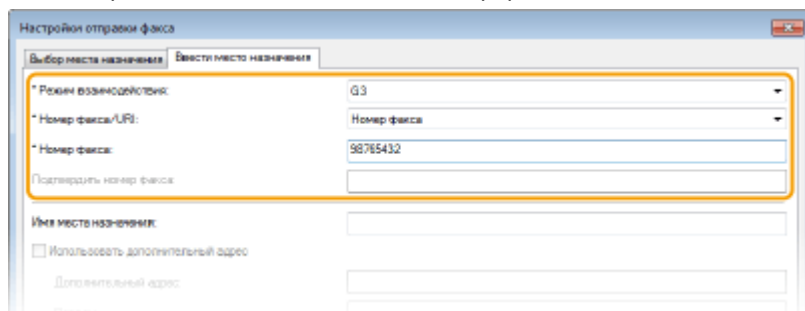 Настройки отправки факса
Выбор места назначения Ввести место назначения
* Режим взаимодействия: G3
* Номер факса/URI: Номер факса
* Номер факса: 98765432
Подтвердить номер факса:
Имя места назначения:
Использовать дополнительный адрес
Дополнительный адрес: